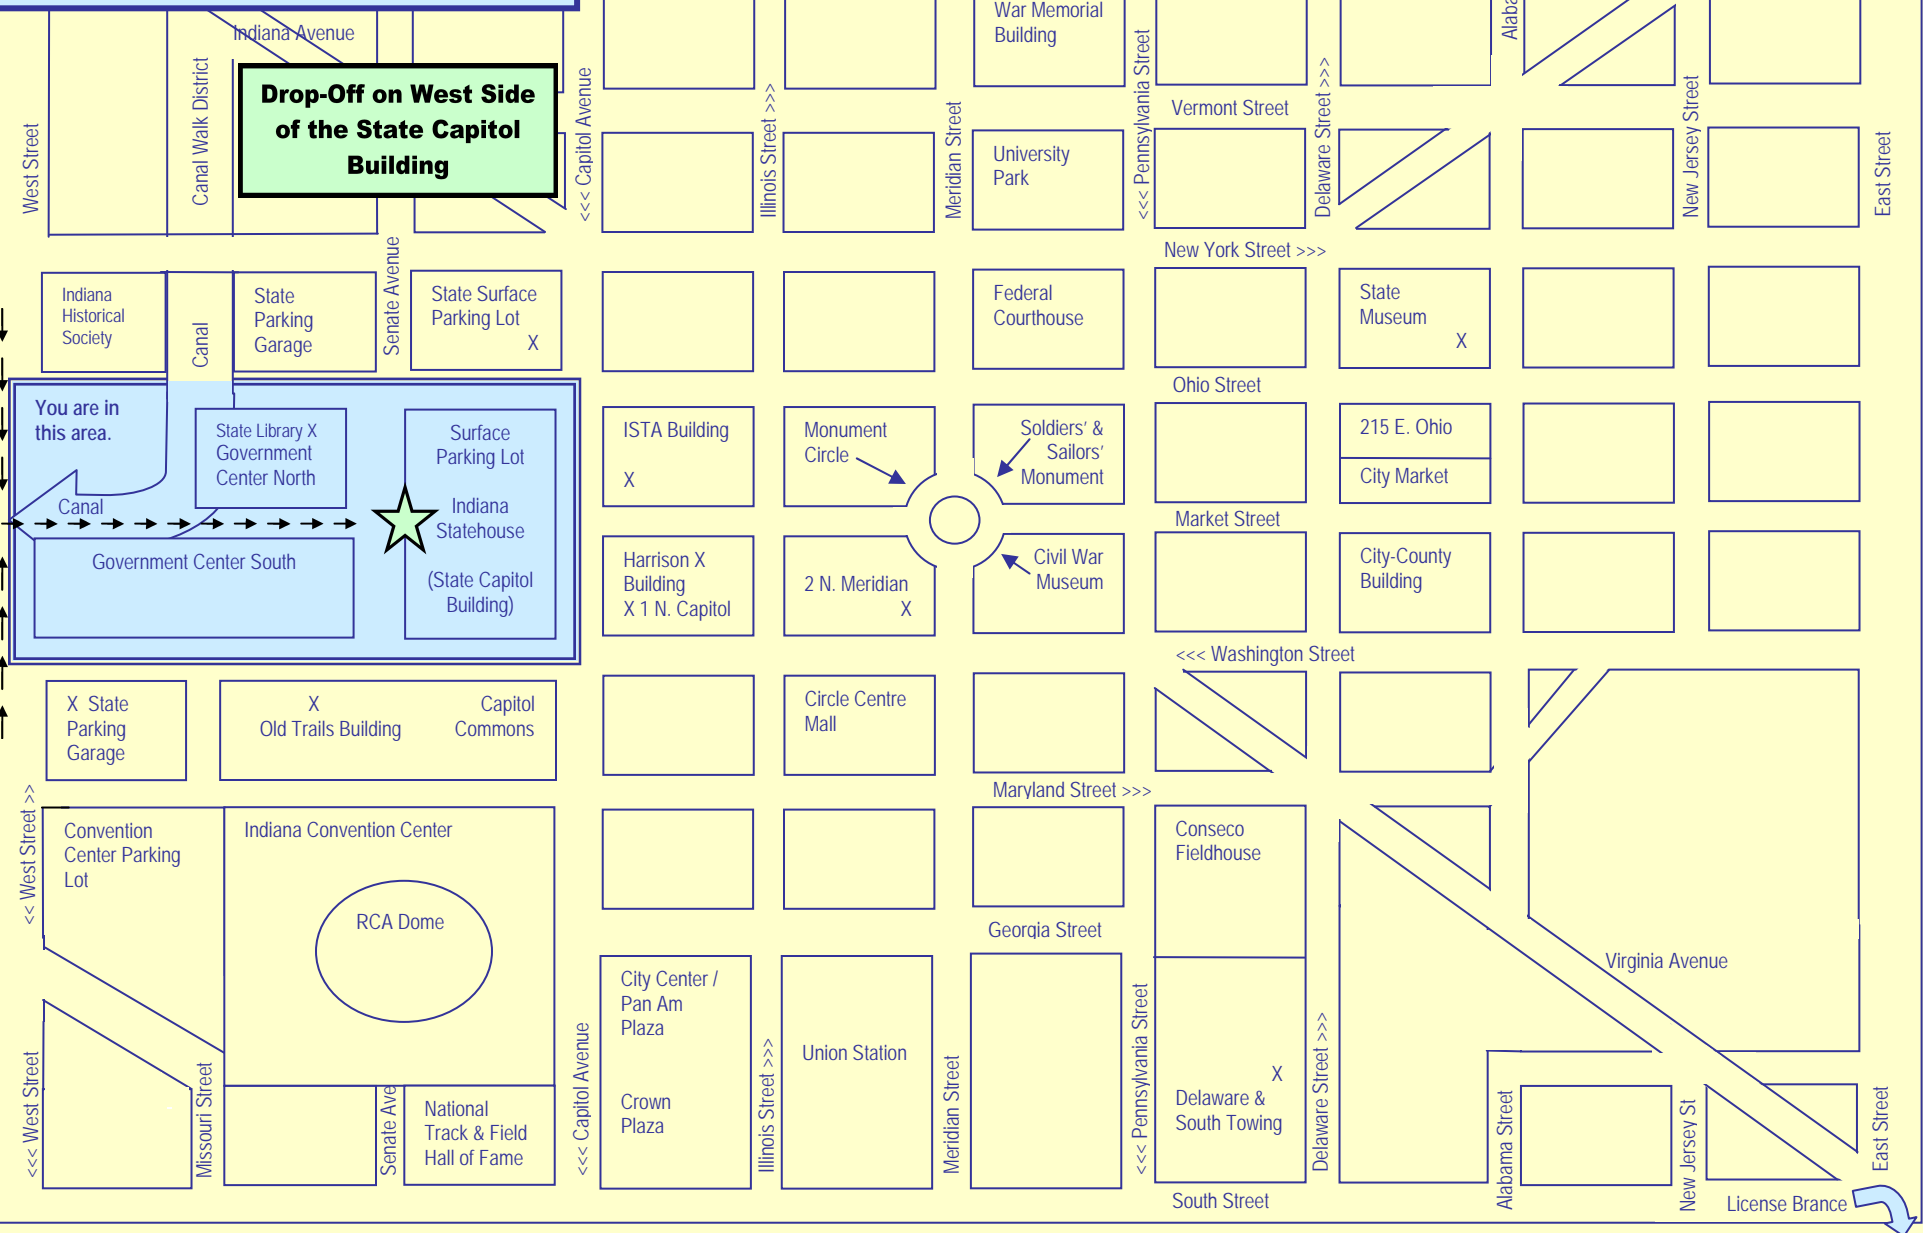 War Memorial
Building
Indiana Avenue
Drop-Off on West Side
of the State Capitol
Building
West Street
Canal Walk District
<<< Capitol Avenue
Illinois Street >>>
Meridian Street
<<< Pennsylvania Street
Vermont Street
Delaware Street >>>
New Jersey Street
East Street
University
Park
New York Street >>>
Indiana
Historical
Society
Canal
State
Parking
Garage
Senate Avenue
State Surface
Parking Lot
X
Federal
Courthouse
State
Museum
X
Ohio Street
You are in
this area.
State Library X
Government
Center North
Surface
Parking Lot
Canal
Indiana
Statehouse
(State Capitol
Building)
Government Center South
ISTA Building
X
Monument
Circle
Soldiers' &
Sailors'
Monument
215 E. Ohio
City Market
Market Street
Harrison X
Building
X 1 N. Capitol
2 N. Meridian
X
Civil War
Museum
City-County
Building
<<< Washington Street
X State
Parking
Garage
X
Old Trails Building
Capitol
Commons
Circle Centre
Mall
Maryland Street >>>
<< West Street >>
Convention
Center Parking
Lot
Indiana Convention Center
RCA Dome
Conseco
Fieldhouse
Georgia Street
Virginia Avenue
City Center /
Pan Am
Plaza
Crown
Plaza
Union Station
X
Delaware &
South Towing
<<< West Street
Missouri Street
Senate Ave
National
Track & Field
Hall of Fame
<<< Capitol Avenue
Illinois Street >>>
Meridian Street
<<< Pennsylvania Street
Delaware Street >>>
Alabama Street
New Jersey St
East Street
South Street
License Brance